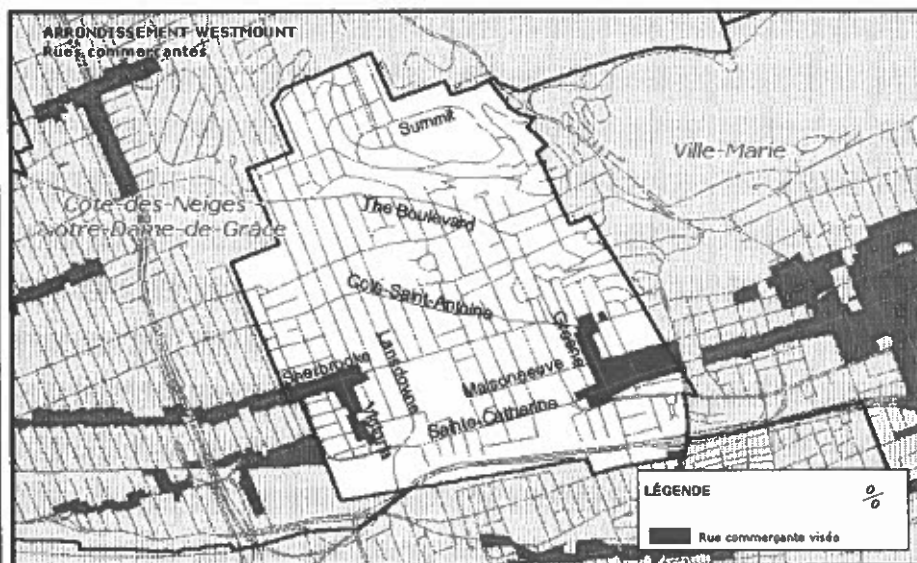 ARRONDISSEMENT WESTMOUNT
Rues commerçantes
Summit
Ville-Marie
Côte-des-Neiges
Notre-Dame-de-Grâce
The Boulevard
Côte-Saint-Antoine
Greene
Lansdowne
Sherbrooke
Maisonneuve
Victoria
Sainte-Catherine
LÉGENDE
Rue commerçante visée